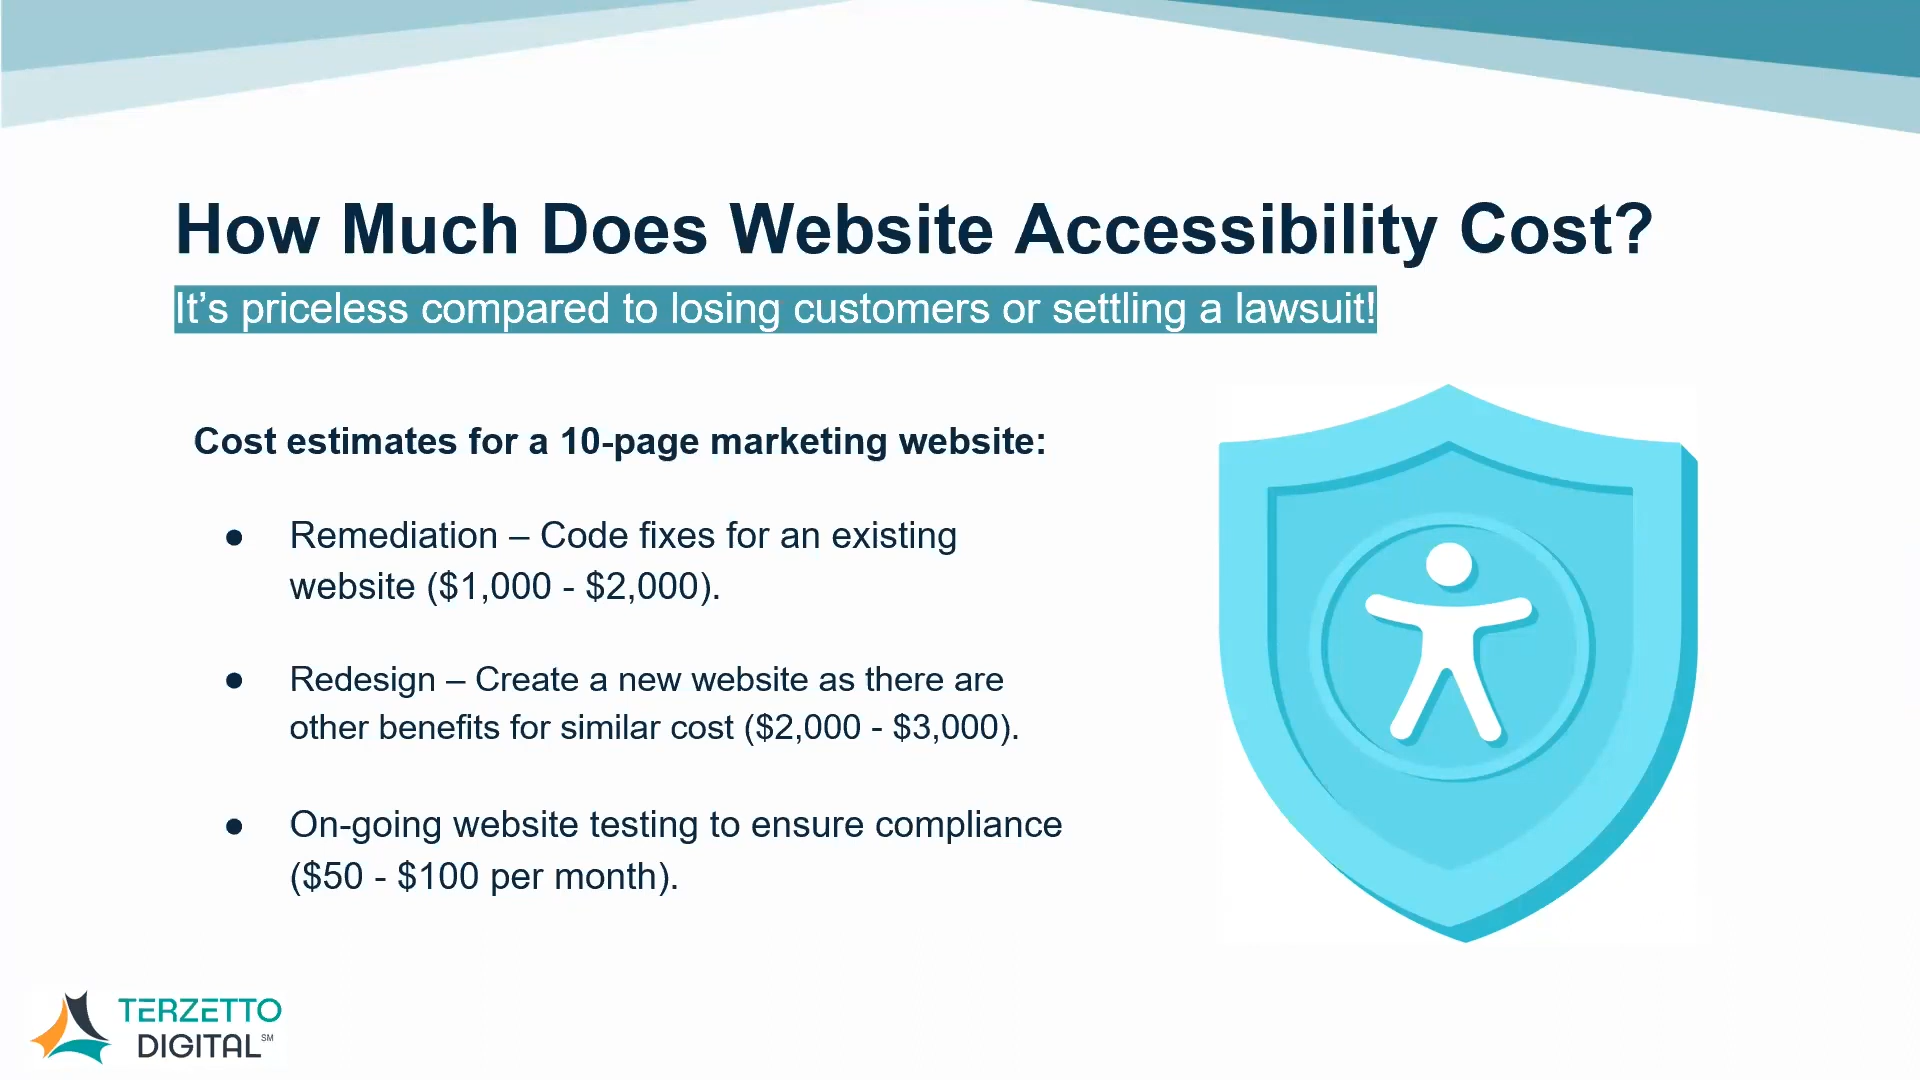 How Much Does Website Accessibility Cost?
It’s priceless compared to losing customers or settling a lawsuit!
Cost estimates for a 10-page marketing website:
● Remediation – Code fixes for an existing
website ($1,000 - $2,000).
● Redesign – Create a new website as there are
other benefits for similar cost ($2,000 - $3,000).
● On-going website testing to ensure compliance
($50 - $100 per month).
TERZETTO
DIGITAL℠